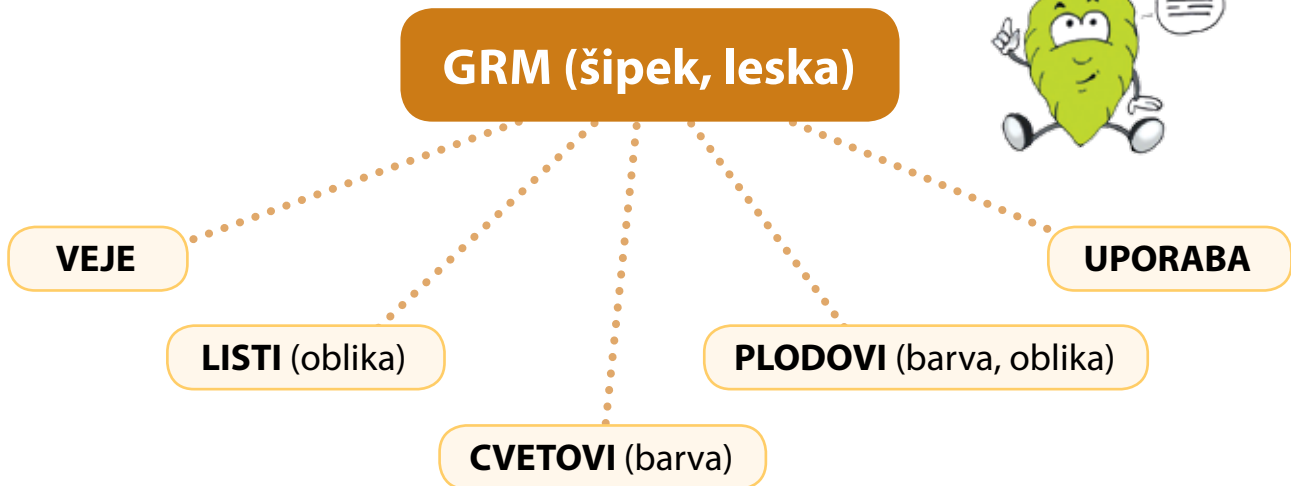 GRM (šipek, leska)
VEJE
UPORABA
LISTI (oblika)
PLODOVI (barva, oblika)
CVETOVI (barva)